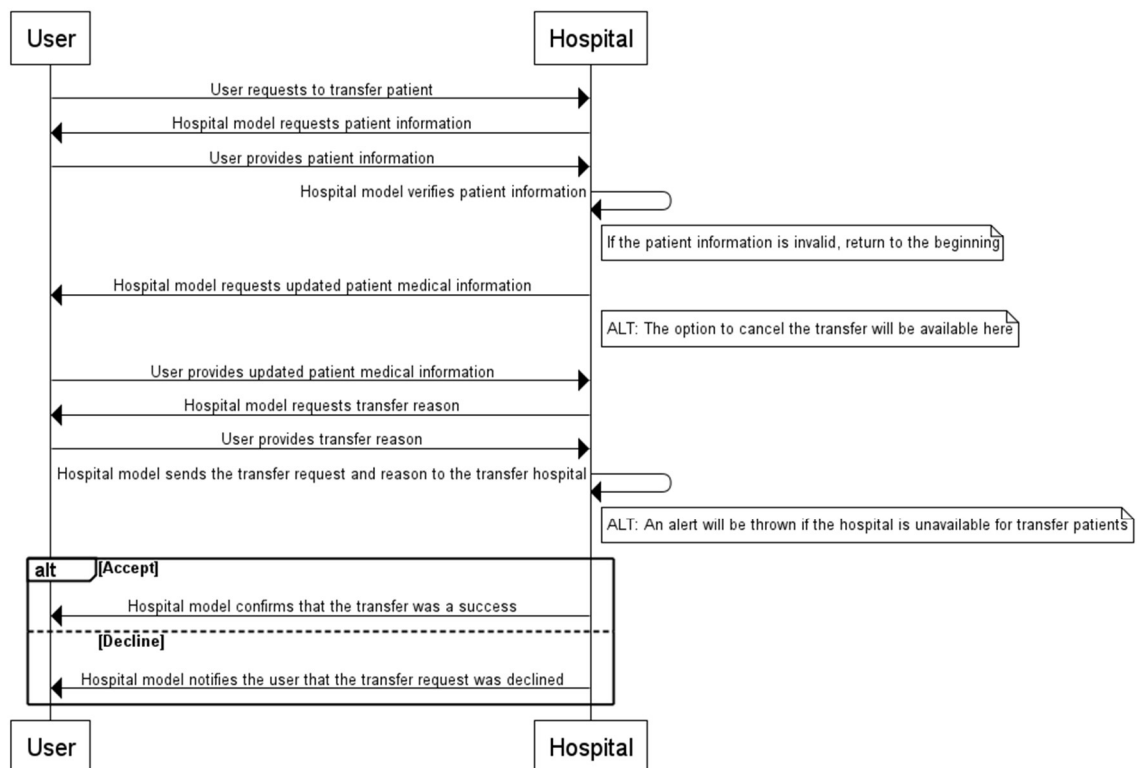 User
Hospital
User requests to transfer patient
Hospital model requests patient information
User provides patient information
Hospital model verifies patient information
If the patient information is invalid, return to the beginning
Hospital model requests updated patient medical information
ALT: The option to cancel the transfer will be available here
User provides updated patient medical information
Hospital model requests transfer reason
User provides transfer reason
Hospital model sends the transfer request and reason to the transfer hospital
ALT: An alert will be thrown if the hospital is unavailable for transfer patients
alt [Accept]
Hospital model confirms that the transfer was a success
[Decline]
Hospital model notifies the user that the transfer request was declined
User
Hospital